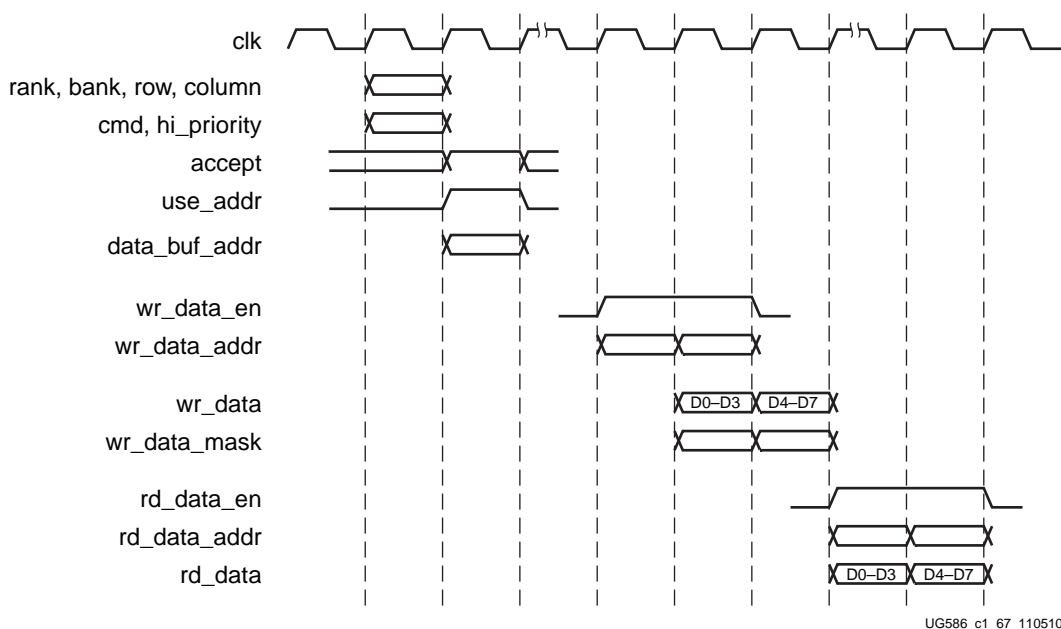 clk
rank, bank, row, column
cmd, hi_priority
accept
use_addr
data_buf_addr
wr_data_en
wr_data_addr
wr_data D0–D3 D4–D7
wr_data_mask
rd_data_en
rd_data_addr
rd_data D0–D3 D4–D7
UG586_c1_67_110510